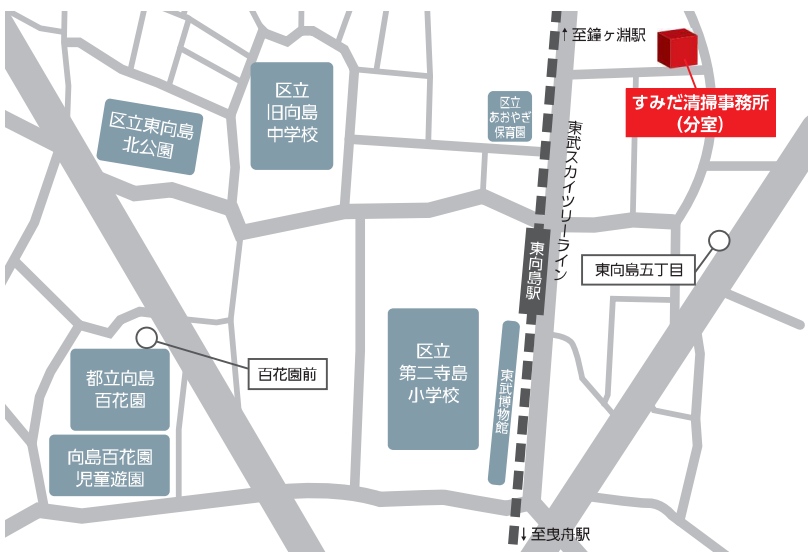 ↑至鐘ヶ淵駅
すみだ清掃事務所
(分室)
区立
旧向島
中学校
区立
あおやぎ
保育園
区立東向島
北公園
東武スカイツリーライン
東向島駅
東向島五丁目
区立
第二寺島
小学校
東武博物館
百花園前
都立向島
百花園
向島百花園
児童遊園
↓至曳舟駅